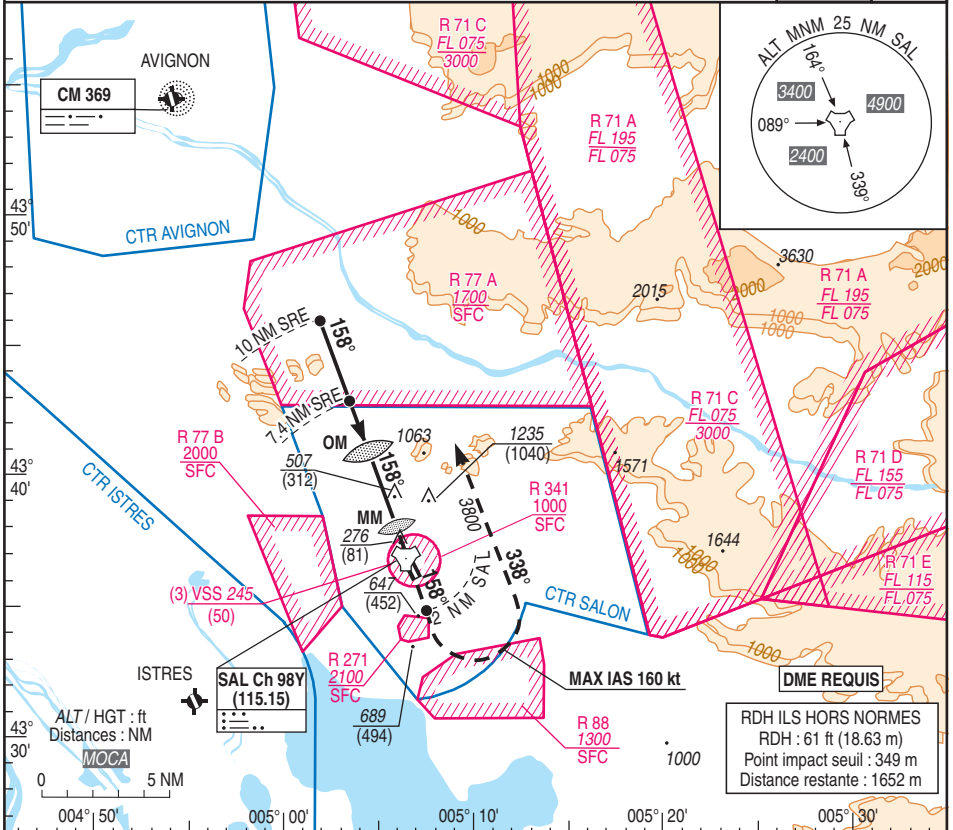 AVIGNON
CM 369
R 71 C
FL 075
3000
1000
1000
R 71 A
FL 195
FL 075
ALT MNM 25 NM SAL
164°
3400
4900
089°
2400
339°
43°
50'
CTR AVIGNON
1000
R 77 A
1700
SFC
2015
3630
2000
2000
1000
1000
R 71 A
FL 195
FL 075
10 NM SRE
158°
7.4 NM SRE
OM
1063
158°
507
(312)
1235
(1040)
R 77 B
2000
SFC
43°
40'
CTR ISTRES
R 71 C
FL 075
3000
1571
R 71 D
FL 155
FL 075
MM
276
(81)
3800
R 341
1000
SFC
1000
1000
1644
R 71 E
FL 115
FL 075
(3) VSS 245
(50)
647
(452)
158°
2 NM SAL
338°
CTR SALON
1000
ISTRES
SAL Ch 98Y
(115.15)
R 271
2100
SFC
689
(494)
MAX IAS 160 kt
R 88
1300
SFC
1000
DME REQUIS
RDH ILS HORS NORMES
RDH : 61 ft (18.63 m)
Point impact seuil : 349 m
Distance restante : 1652 m
ALT / HGT : ft
Distances : NM
MOCA
0 5 NM
43°
30'
004° 50'
005° 00'
005° 10'
005° 20'
005° 30'